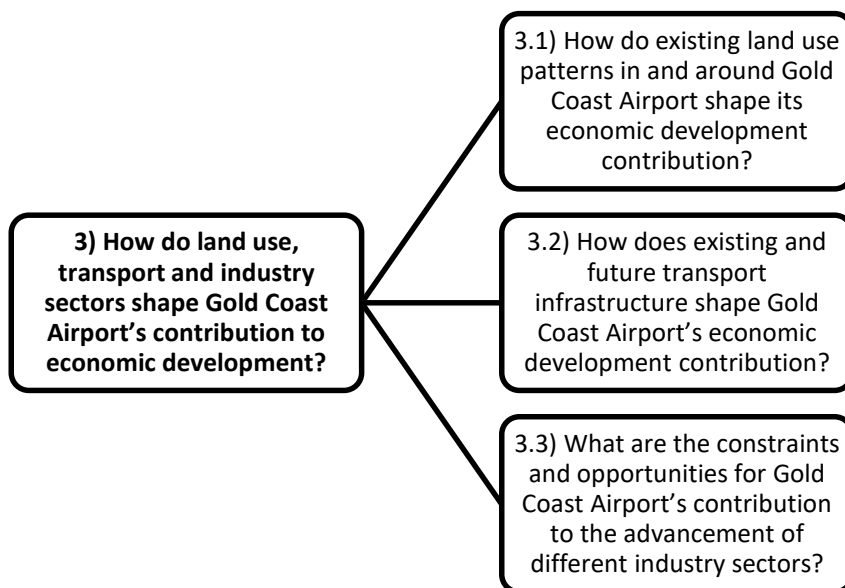 3) How do land use,
transport and industry
sectors shape Gold Coast
Airport's contribution to
economic development?
3.1) How do existing land use
patterns in and around Gold
Coast Airport shape its
economic development
contribution?
3.2) How does existing and
future transport
infrastructure shape Gold
Coast Airport's economic
development contribution?
3.3) What are the constraints
and opportunities for Gold
Coast Airport's contribution
to the advancement of
different industry sectors?